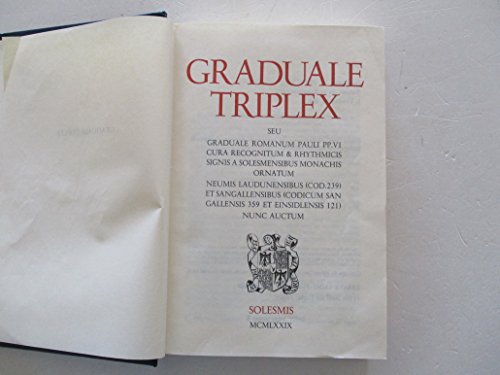 GRADUALE
TRIPLEX
SEU
GRADUALE ROMANUM PAULI PP. VI
CURA RECOGNITUM & RHYTHMICIS
SIGNIS A SOLESMENSIBUS MONACHIS
ORNATUM
NEUMIS LAUDUNENSIBUS (COD. 239)
ET SANGALLENSIBUS (CODICUM SAN
GALLENSIS 359 ET EINSIDLENSIS 121)
NUNC AUCTUM
SOLESMIS
MCMLXXIX